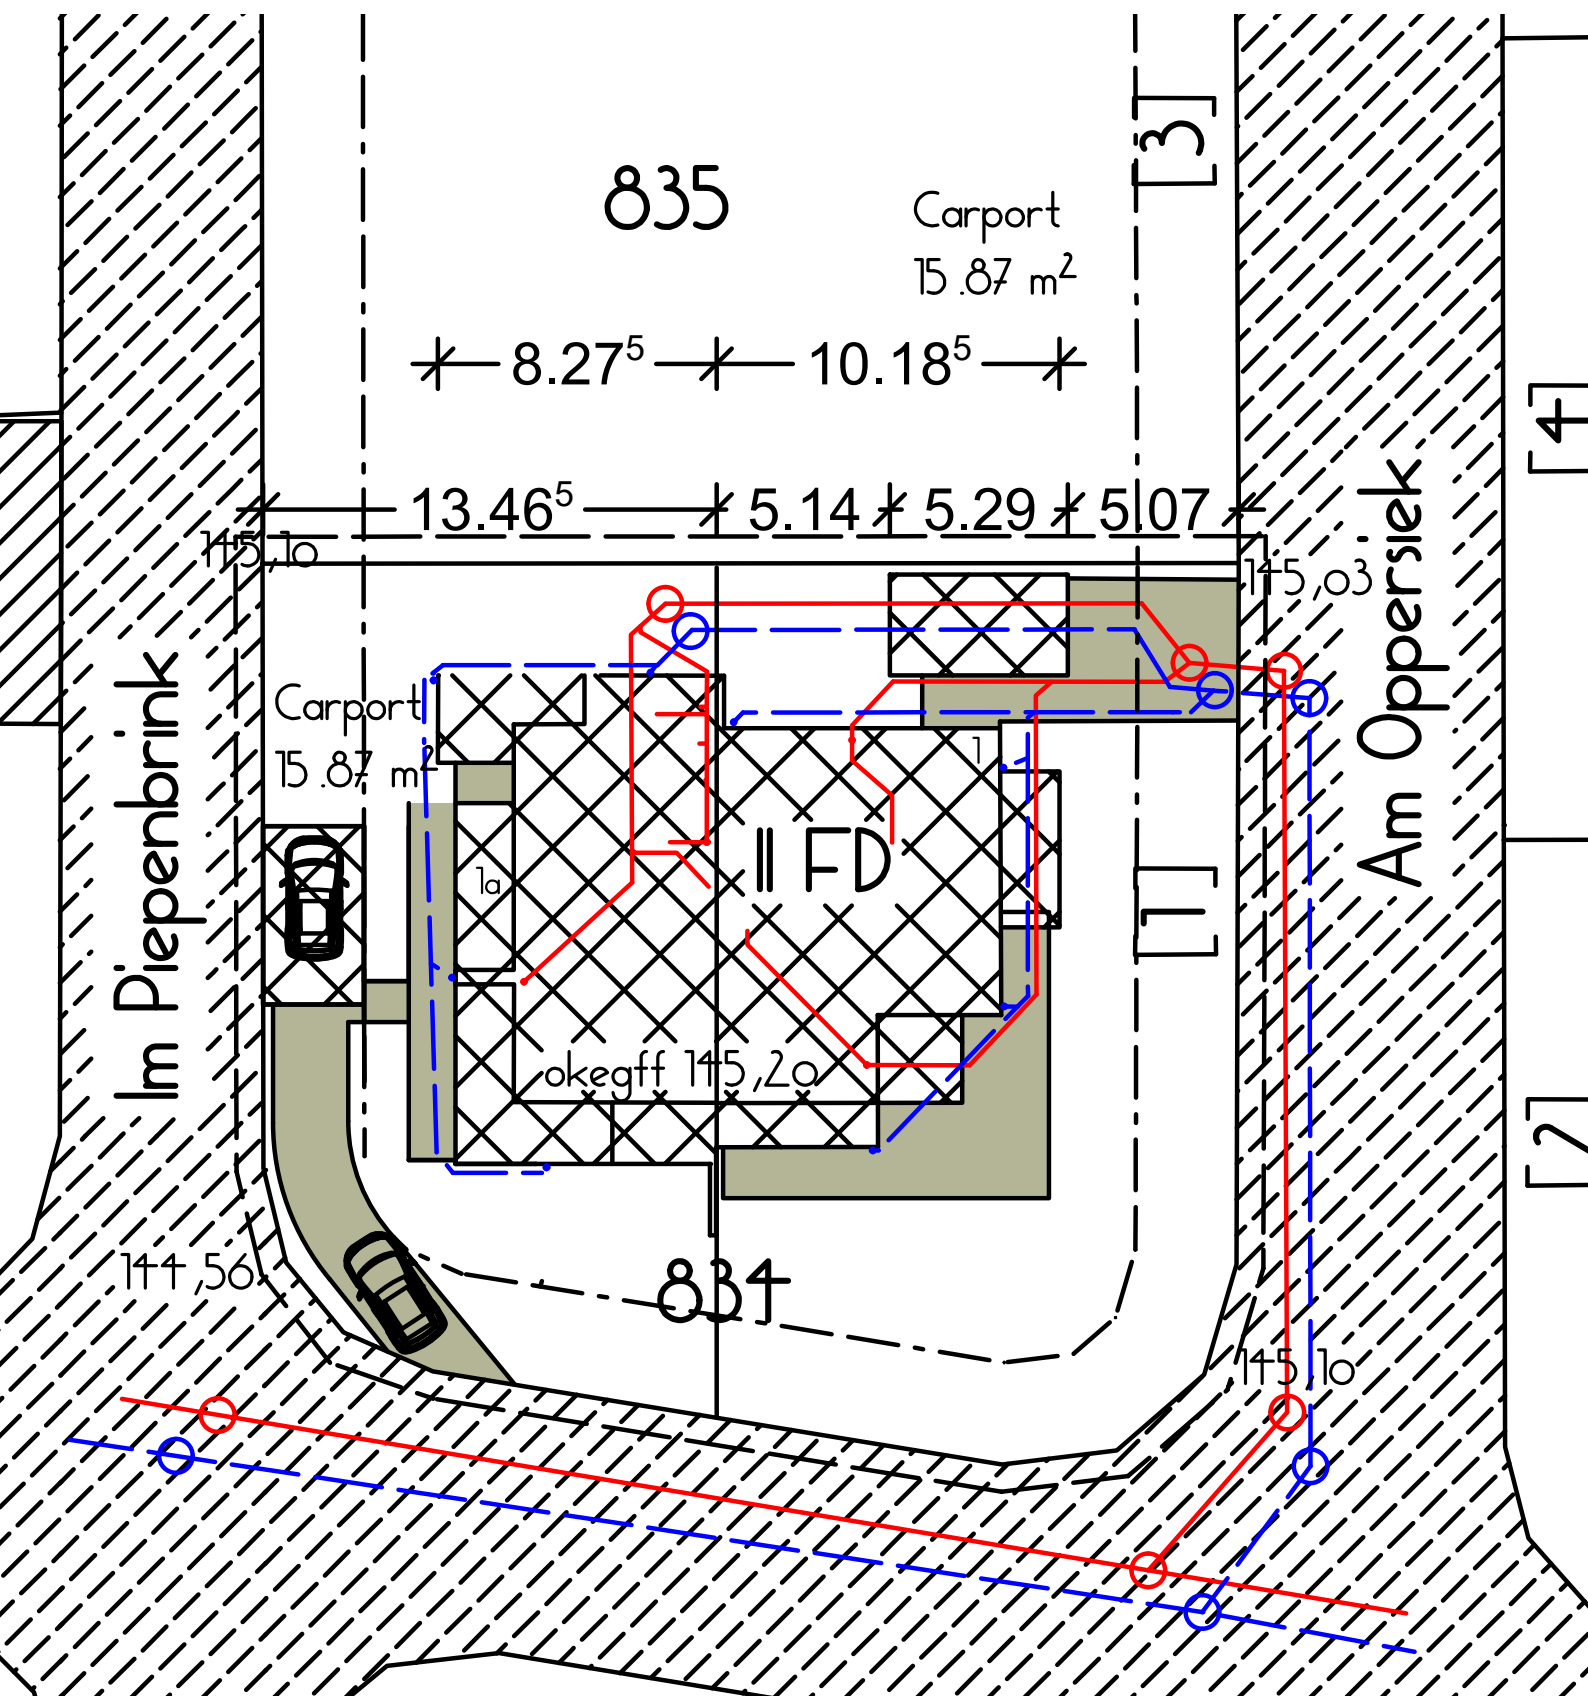 [3]
835
Carport
15.87 m²
8.27⁵ 10.18⁵
[4]
13.46⁵ 5.14 5.29 5.07
145,10
145,03
Im Piepenbrink
Am Oppersiek
Carport
15.87 m²
1
II FD
1a
[1]
okegff 145,20
[2]
144,56
834
145,10